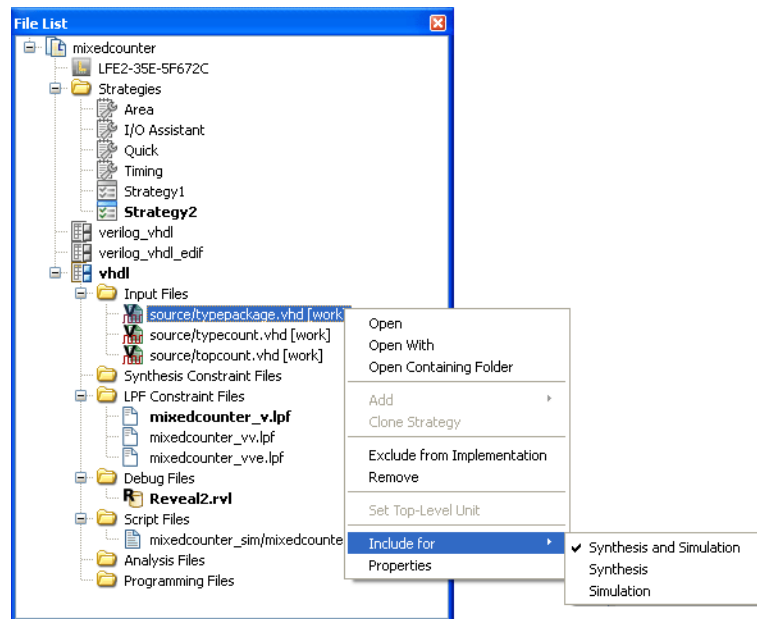 File List
mixedcounter
LFE2-35E-5F672C
Strategies
Area
I/O Assistant
Quick
Timing
Strategy1
Strategy2
verilog_vhdl
verilog_vhdl_edif
vhdl
Input Files
source/typepackage.vhd [work
source/typecount.vhd [work]
source/topcount.vhd [work]
Synthesis Constraint Files
LPF Constraint Files
mixedcounter_v.lpf
mixedcounter_vv.lpf
mixedcounter_vve.lpf
Debug Files
Reveal2.rvl
Script Files
mixedcounter_sim/mixedcounte
Analysis Files
Programming Files
Open
Open With
Open Containing Folder
Add
Clone Strategy
Exclude from Implementation
Remove
Set Top-Level Unit
Include for
Properties
Synthesis and Simulation
Synthesis
Simulation